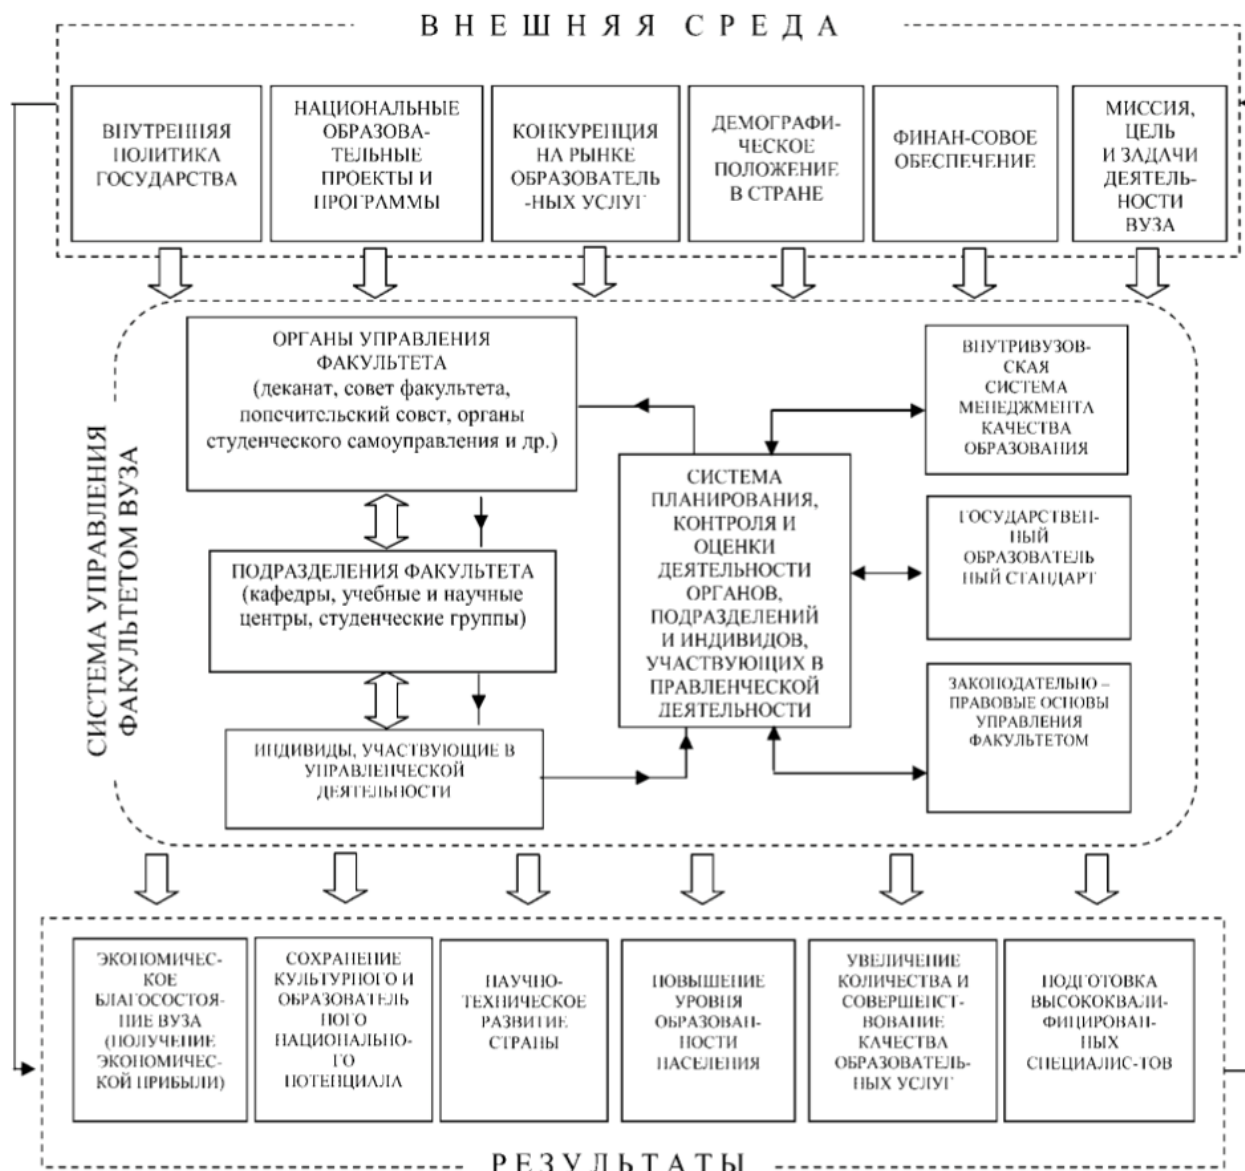 ВНЕШНЯЯ СРЕДА
ВНУТРЕННЯЯ
ПОЛИТИКА
ГОСУДАРСТВА
НАЦИОНАЛЬНЫЕ
ОБРАЗОВА-
ТЕЛЬНЫЕ
ПРОЕКТЫ И
ПРОГРАММЫ
КОНКУРЕНЦИЯ
НА РЫНКЕ
ОБРАЗОВАТЕЛЬ
-НЫХ УСЛУГ
ДЕМОГРАФИ-
ЧЕСКОЕ
ПОЛОЖЕНИЕ
В СТРАНЕ
ФИНАН-СОВОЕ
ОБЕСПЕЧЕНИЕ
МИССИЯ,
ЦЕЛЬ
И ЗАДАЧИ
ДЕЯТЕЛЬ-
НОСТИ
ВУЗА
СИСТЕМА УПРАВЛЕНИЯ
ФАКУЛЬТЕТОМ ВУЗА
ОРГАНЫ УПРАВЛЕНИЯ
ФАКУЛЬТЕТА
(деканат, совет факультета,
попечительский совет, органы
студенческого самоуправления и др.)
ПОДРАЗДЕЛЕНИЯ ФАКУЛЬТЕТА
(кафедры, учебные и научные
центры, студенческие группы)
ИНДИВИДЫ, УЧАСТВУЮЩИЕ В
УПРАВЛЕНЧЕСКОЙ
ДЕЯТЕЛЬНОСТИ
СИСТЕМА
ПЛАНИРОВАНИЯ,
КОНТРОЛЯ И
ОЦЕНКИ
ДЕЯТЕЛЬНОСТИ
ОРГАНОВ,
ПОДРАЗДЕЛЕНИЙ
И ИНДИВИДОВ,
УЧАСТВУЮЩИХ В
ПРАВЛЕНЧЕСКОЙ
ДЕЯТЕЛЬНОСТИ
ВНУТРИВУЗОВ-
СКАЯ
СИСТЕМА
МЕНЕДЖМЕНТА
КАЧЕСТВА
ОБРАЗОВАНИЯ
ГОСУДАРСТВЕН-
НЫЙ
ОБРАЗОВАТЕЛЬ
НЫЙ СТАНДАРТ
ЗАКОНОДАТЕЛЬНО –
ПРАВОВЫЕ ОСНОВЫ
УПРАВЛЕНИЯ
ФАКУЛЬТЕТОМ
ЭКОНОМИЧЕС-
КОЕ
БЛАГОСОСТОЯ-
НИЕ ВУЗА
(ПОЛУЧЕНИЕ
ЭКОНОМИЧЕС-
КОЙ ПРИБЫЛИ)
СОХРАНЕНИЕ
КУЛЬТУРНОГО И
ОБРАЗОВАТЕЛЬ
НОГО
НАЦИОНАЛЬНО-
ГО
ПОТЕНЦИАЛА
НАУЧНО-
ТЕХНИЧЕСКОЕ
РАЗВИТИЕ
СТРАНЫ
ПОВЫШЕНИЕ
УРОВНЯ
ОБРАЗОВАН-
НОСТИ
НАСЕЛЕНИЯ
УВЕЛИЧЕНИЕ
КОЛИЧЕСТВА И
СОВЕРШЕНСТ-
ВОВАНИЕ
КАЧЕСТВА
ОБРАЗОВАТЕЛЬ-
НЫХ УСЛУГ
ПОДГОТОВКА
ВЫСОКОКВАЛИ-
ФИЦИРОВАН-
НЫХ
СПЕЦИАЛИС-ТОВ
РЕЗУЛЬТАТЫ